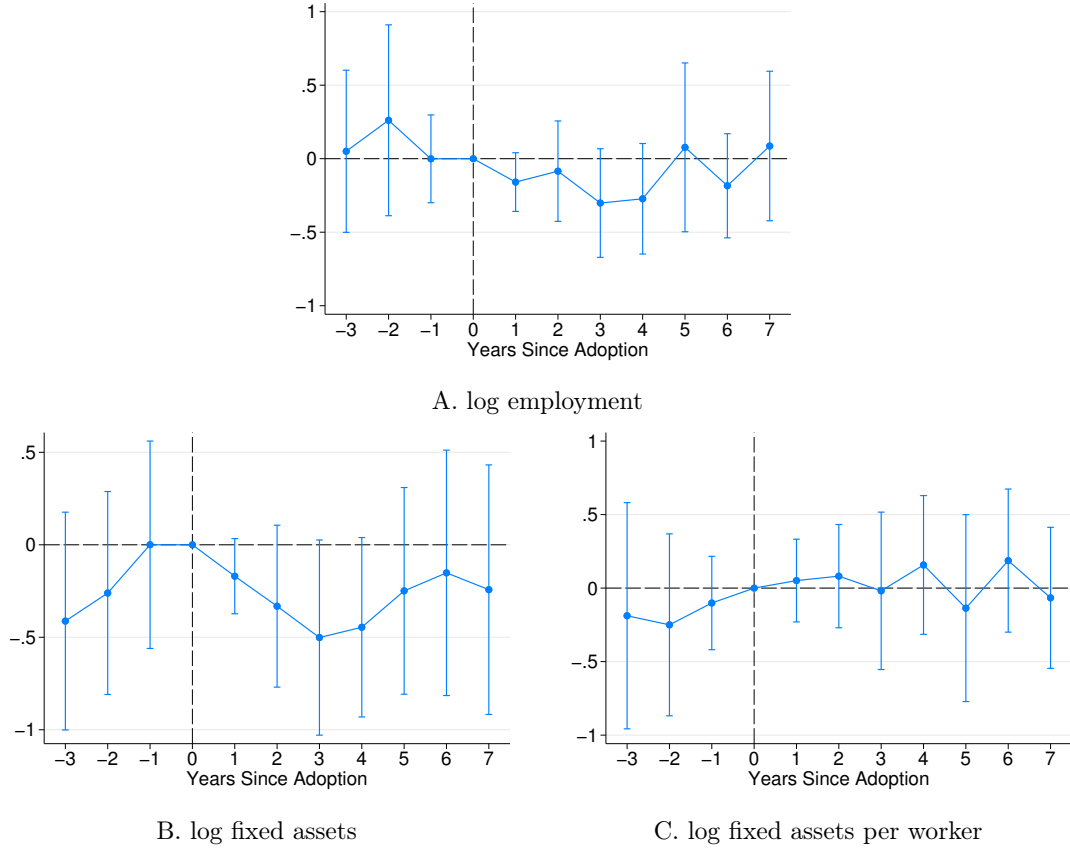 1
.5
0
−.5
−1
−3 −2 −1 0 1 2 3 4 5 6 7
Years Since Adoption
A. log employment
.5
0
−.5
−1
−3 −2 −1 0 1 2 3 4 5 6 7
Years Since Adoption
B. log fixed assets
1
.5
0
−.5
−1
−3 −2 −1 0 1 2 3 4 5 6 7
Years Since Adoption
C. log fixed assets per worker